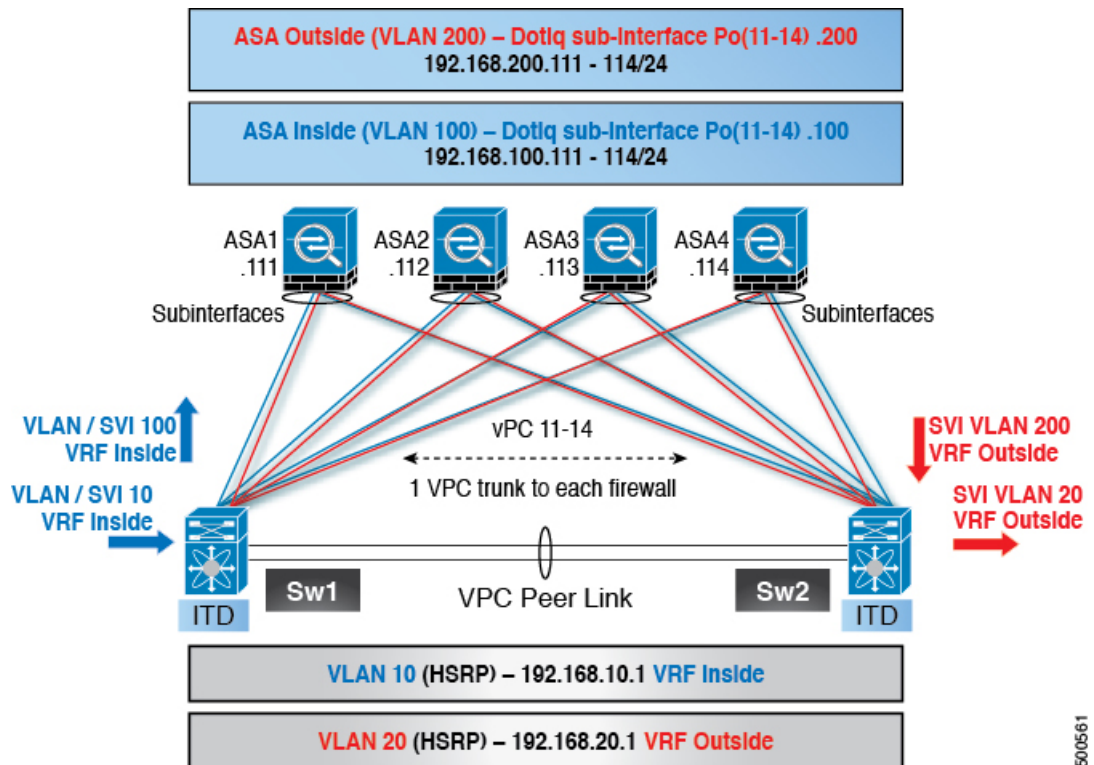 ASA Outside (VLAN 200) – Dotlq sub-Interface Po(11-14) .200
192.168.200.111 - 114/24
ASA Inside (VLAN 100) – Dotlq sub-Interface Po(11-14) .100
192.168.100.111 - 114/24
ASA1
.111
ASA2
.112
ASA3
.113
ASA4
.114
Subinterfaces
Subinterfaces
VLAN / SVI 100
VRF Inside
vPC 11-14
SVI VLAN 200
VRF Outside
VLAN / SVI 10
VRF Inside
1 VPC trunk to each firewall
SVI VLAN 20
VRF Outside
Sw1
VPC Peer Link
Sw2
ITD
ITD
VLAN 10 (HSRP) – 192.168.10.1 VRF Inside
VLAN 20 (HSRP) – 192.168.20.1 VRF Outside
500561